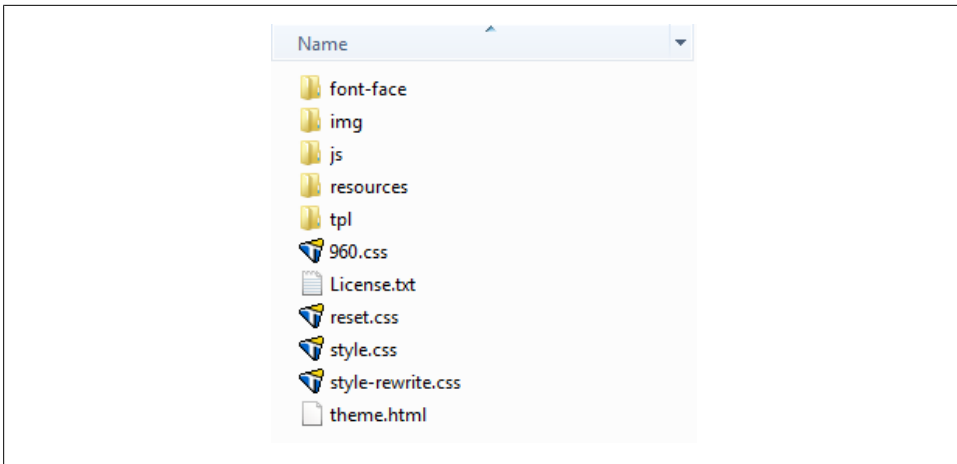 Name
font-face
img
js
resources
tpl
960.css
License.txt
reset.css
style.css
style-rewrite.css
theme.html